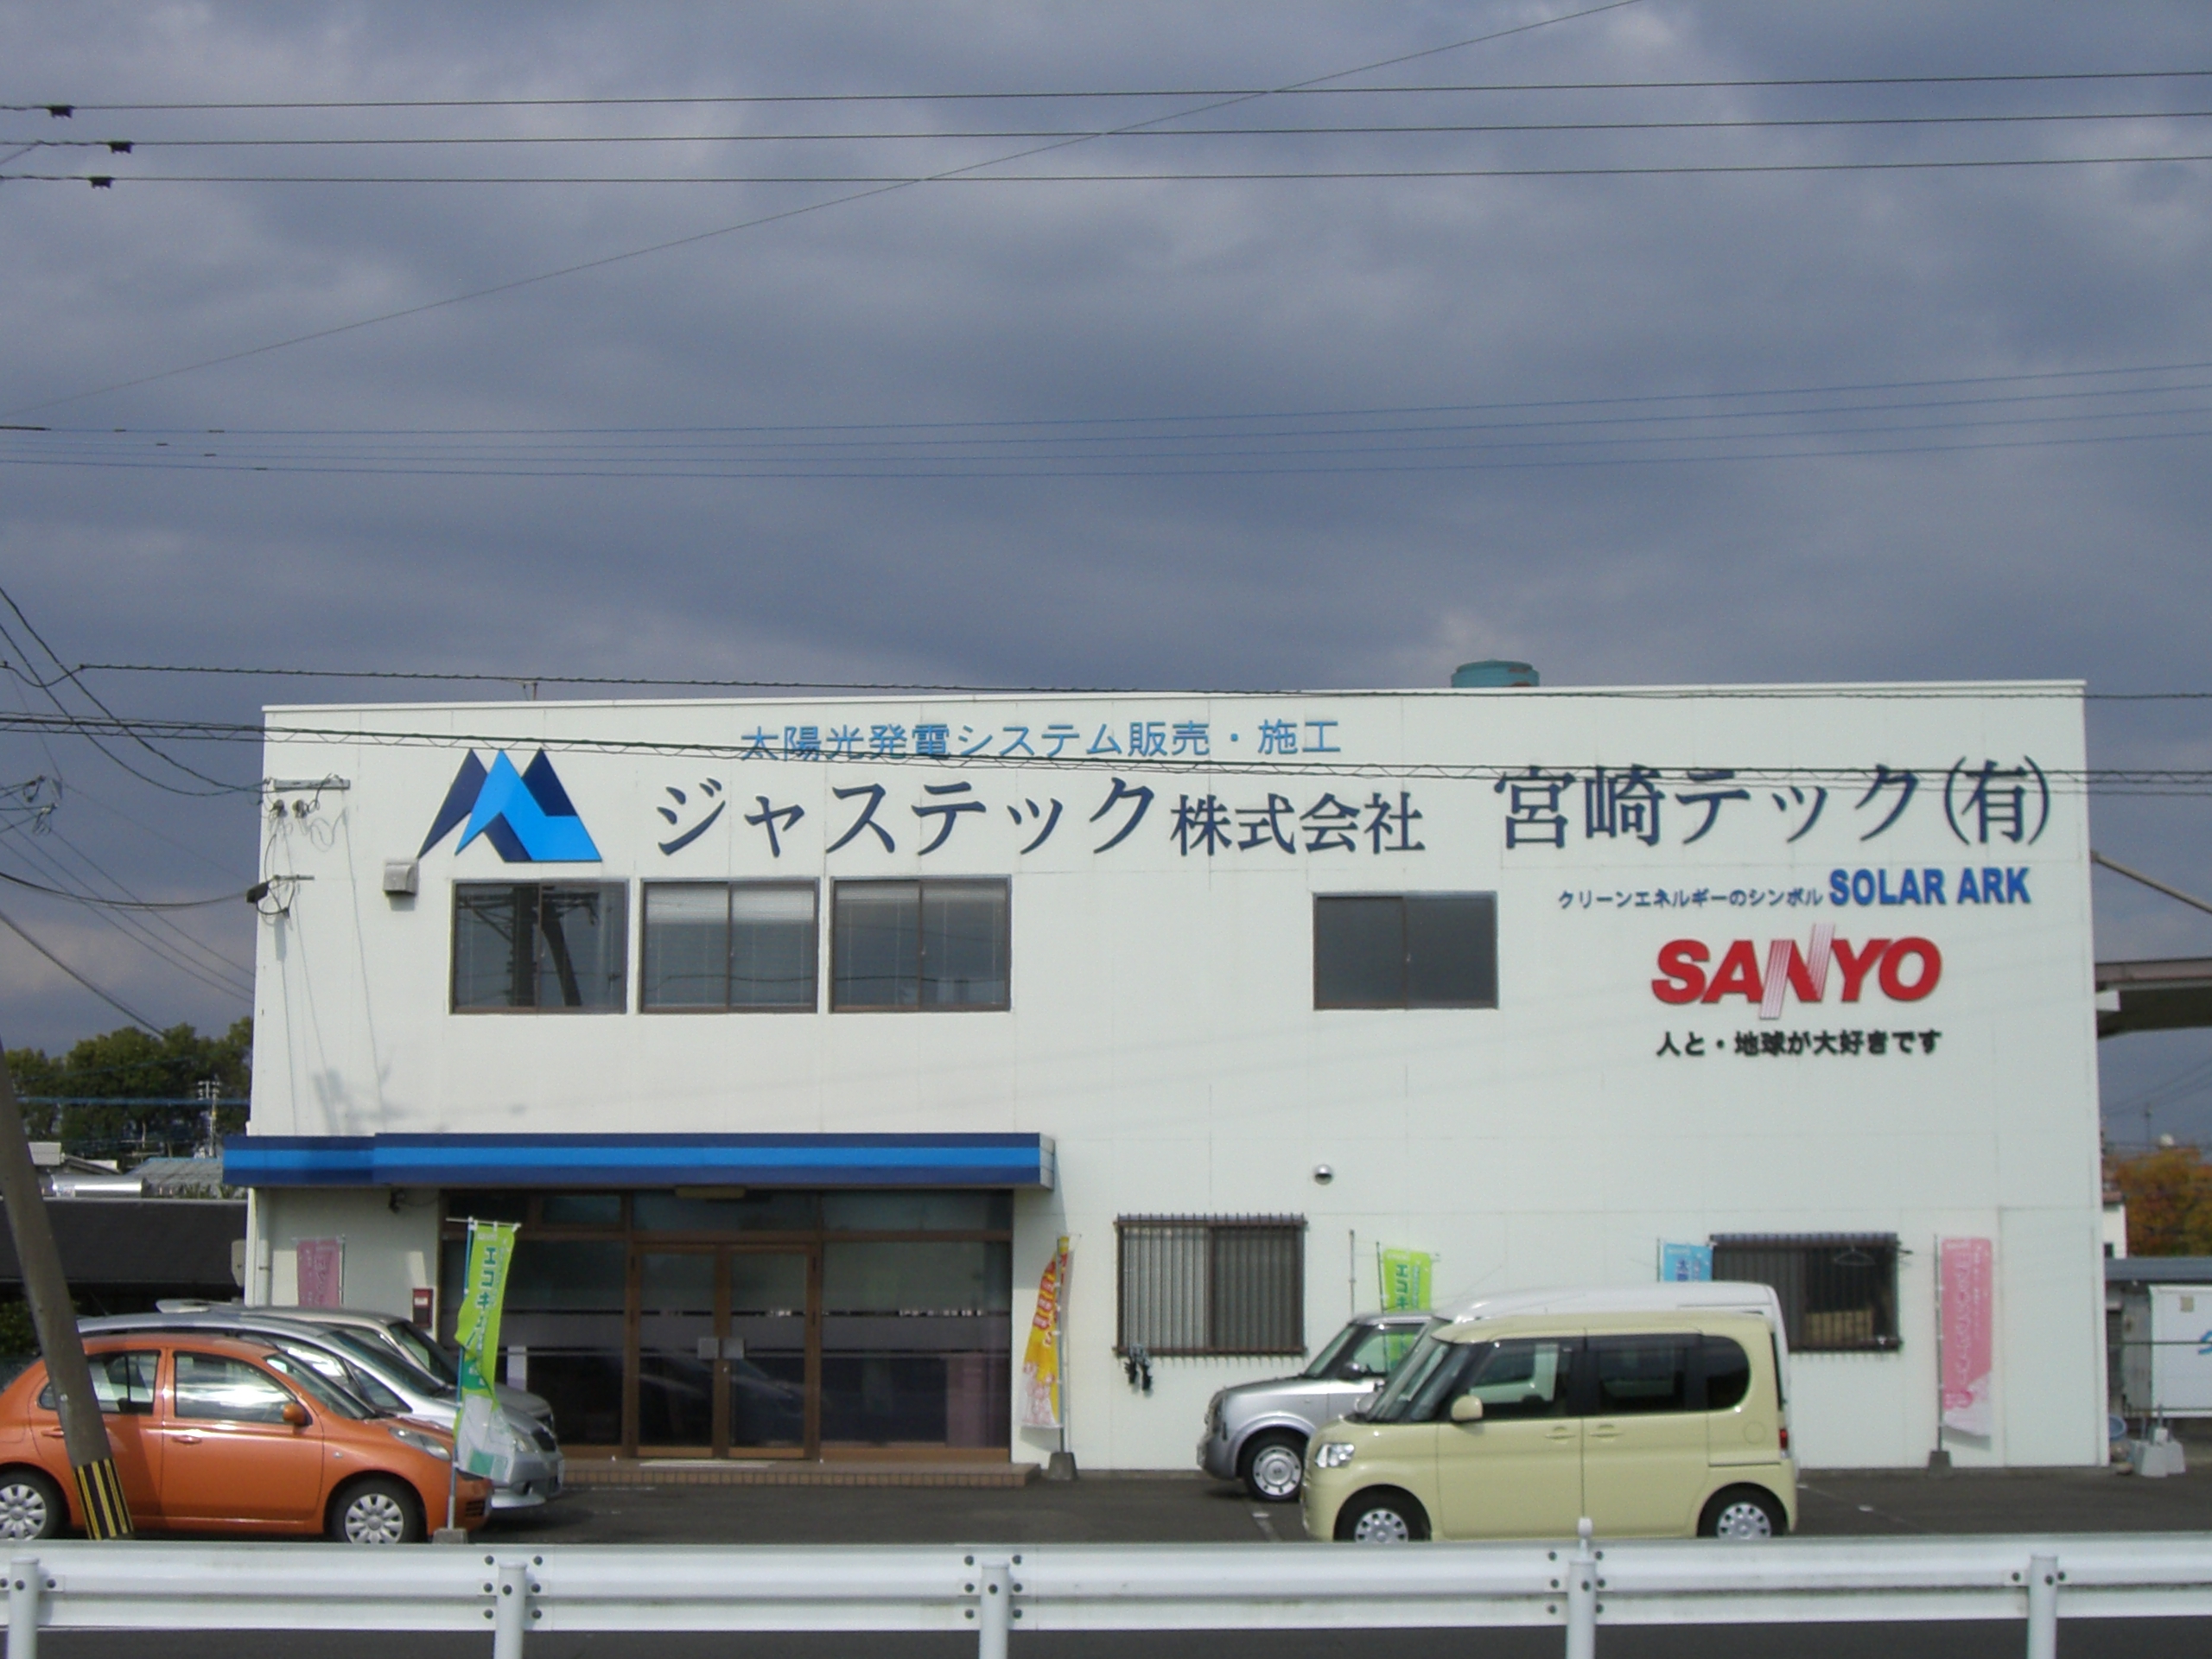 太陽光発電システム販売・施工
ジャステック株式会社
宮崎テック(有)
クリーンエネルギーのシンボル SOLAR ARK
SANYO
人と・地球が大好きです
エコキ
エコキ